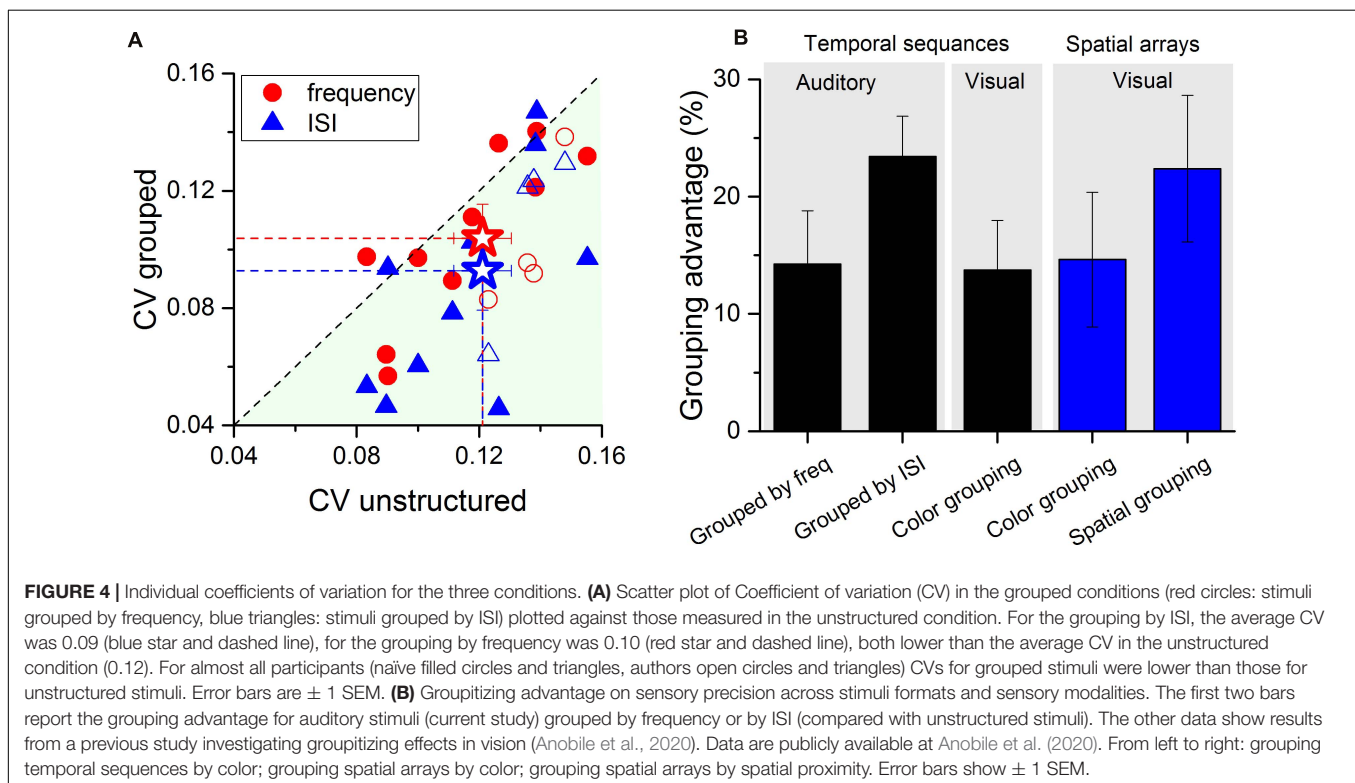 A
0.16
0.12
0.08
0.04
CV grouped
frequency
ISI
0.04 0.08 0.12 0.16
CV unstructured
B
Temporal sequances Spatial arrays
Auditory Visual Visual
30
20
10
0
Grouping advantage (%)
Grouped by freq
Grouped by ISI
Color grouping
Color grouping
Spatial grouping
FIGURE 4 | Individual coefficients of variation for the three conditions. (A) Scatter plot of Coefficient of variation (CV) in the grouped conditions (red circles: stimuli
grouped by frequency, blue triangles: stimuli grouped by ISI) plotted against those measured in the unstructured condition. For the grouping by ISI, the average CV
was 0.09 (blue star and dashed line), for the grouping by frequency was 0.10 (red star and dashed line), both lower than the average CV in the unstructured
condition (0.12). For almost all participants (naïve filled circles and triangles, authors open circles and triangles) CVs for grouped stimuli were lower than those for
unstructured stimuli. Error bars are ± 1 SEM. (B) Groupitizing advantage on sensory precision across stimuli formats and sensory modalities. The first two bars
report the grouping advantage for auditory stimuli (current study) grouped by frequency or by ISI (compared with unstructured stimuli). The other data show results
from a previous study investigating groupitizing effects in vision (Anobile et al., 2020). Data are publicly available at Anobile et al. (2020). From left to right: grouping
temporal sequences by color; grouping spatial arrays by color; grouping spatial arrays by spatial proximity. Error bars show ± 1 SEM.